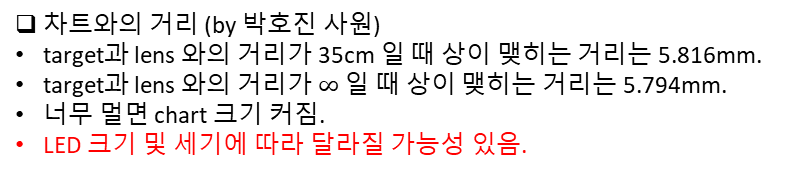 ❑ 차트와의 거리 (by 박호진 사원)
• target과 lens 와의 거리가 35cm 일 때 상이 맺히는 거리는 5.816mm.
• target과 lens 와의 거리가 ∞ 일 때 상이 맺히는 거리는 5.794mm.
• 너무 멀면 chart 크기 커짐.
• LED 크기 및 세기에 따라 달라질 가능성 있음.